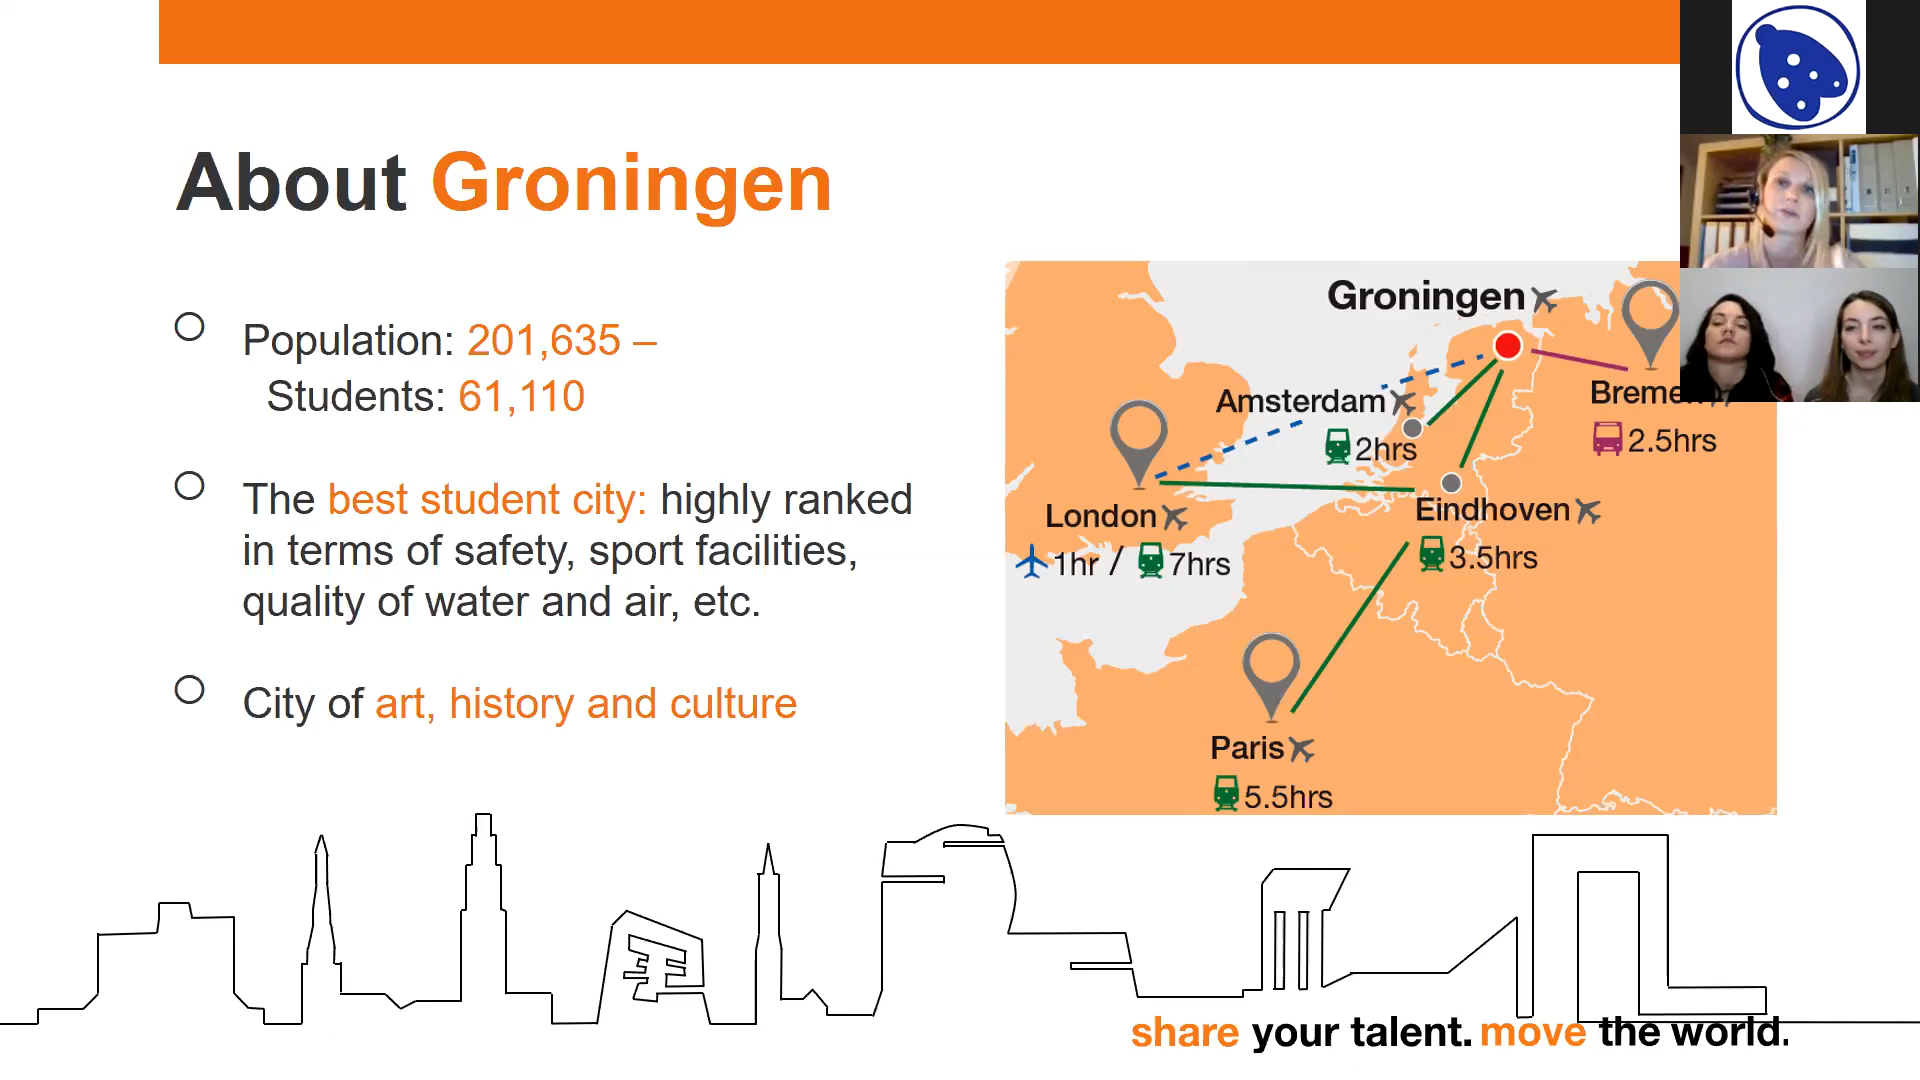 About Groningen
Population: 201,635 –
Students: 61,110
The best student city: highly ranked
in terms of safety, sport facilities,
quality of water and air, etc.
City of art, history and culture
Groningen
Amsterdam
2hrs
2.5hrs
London
1hr / 7hrs
Eindhoven
3.5hrs
Paris
5.5hrs
share your talent. move the world.